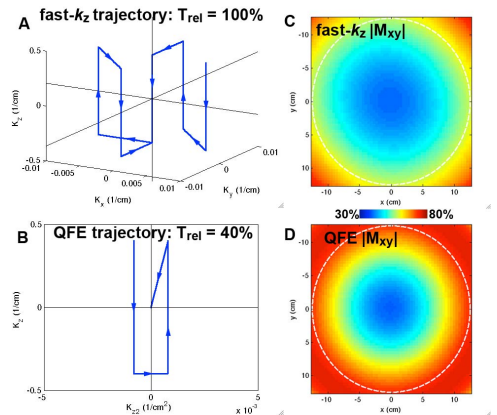 A fast-kz trajectory: Trel = 100%
0.5
0
-0.5
Kz (1/cm)
-0.01
0.005
0.005
0.01
Kx (1/cm)
-0.01
0
0.01
Ky (1/cm)
C fast-kz |Mxy|
10
5
0
-5
-10
y (cm)
-10 -5 0 5 10
x (cm)
30% 80%
B QFE trajectory: Trel = 40%
0.5
0
-0.5
Kz (1/cm)
-5 0 5
x 10-3
Kz2 (1/cm2)
D QFE |Mxy|
10
5
0
-5
-10
y (cm)
-10 -5 0 5 10
x (cm)